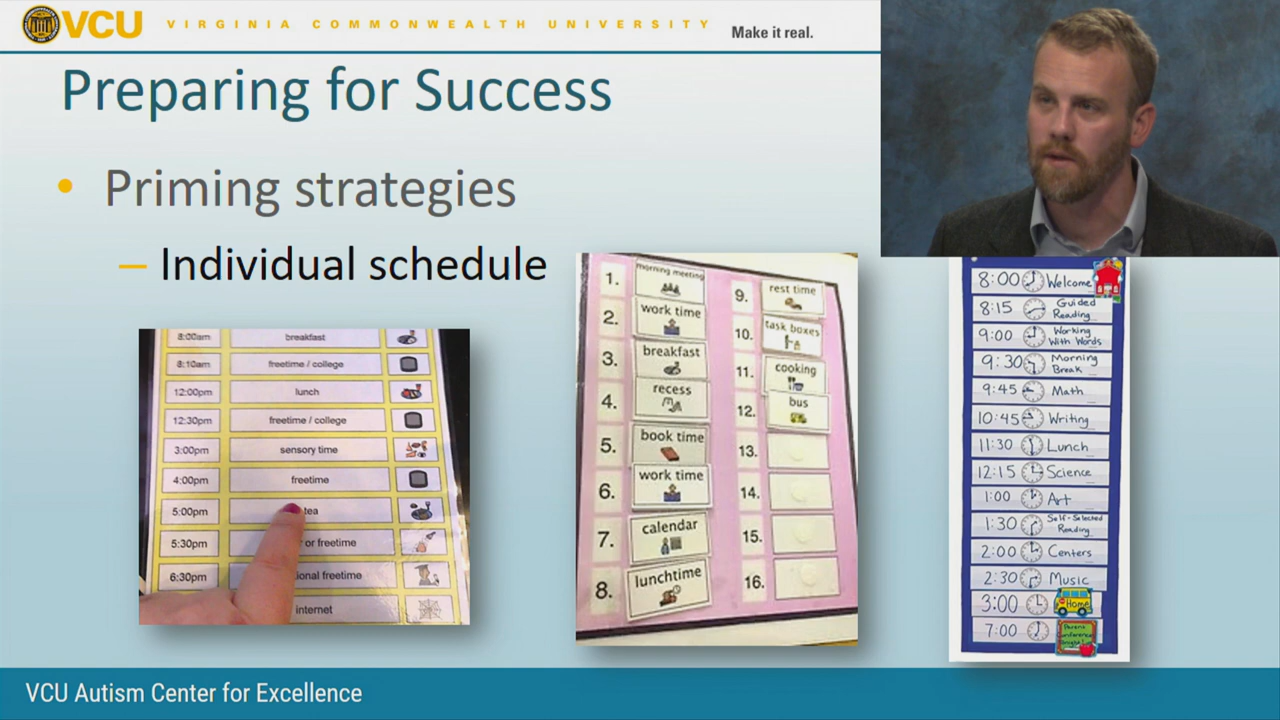 VCU VIRGINIA COMMONWEALTH UNIVERSITY Make it real.
Preparing for Success
• Priming strategies
– Individual schedule
8:00am breakfast
8:10am freetime / college
12:00pm lunch
12:30pm freetime / college
3:00pm sensory time
4:00pm freetime
5:00pm tea
5:30pm or freetime
6:30pm ional freetime
internet
1. morning meeting
2. work time
3. breakfast
4. recess
5. book time
6. work time
7. calendar
8. lunchtime
9. rest time
10. task boxes
11. cooking
12. bus
13.
14.
15.
16.
8:00 Welcome
8:15 Guided Reading
9:00 Working With Words
9:30 Morning Break
9:45 Math
10:45 Writing
11:30 Lunch
12:15 Science
1:00 Art
1:30 Self-Selected Reading
2:00 Centers
2:30 Music
3:00 Home
7:00 Parent Conference
VCU Autism Center for Excellence